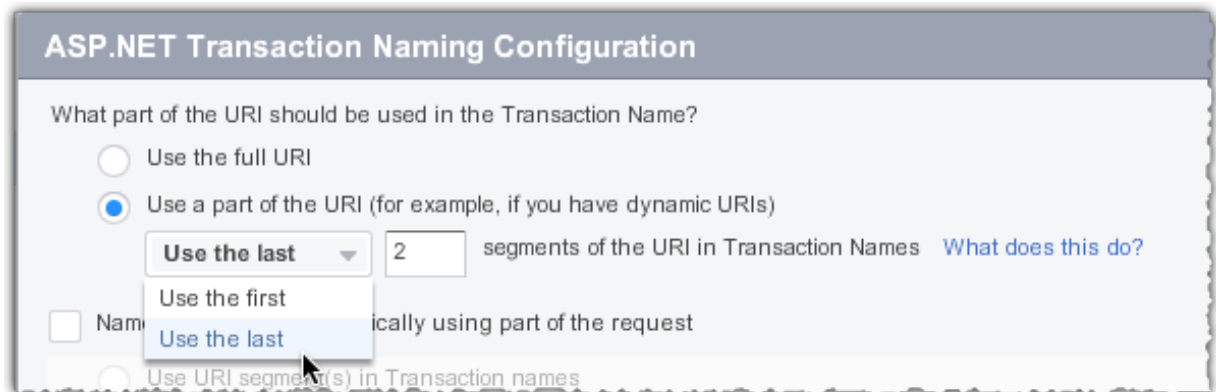 ASP.NET Transaction Naming Configuration
What part of the URI should be used in the Transaction Name?
Use the full URI
Use a part of the URI (for example, if you have dynamic URIs)
Use the last 2 segments of the URI in Transaction Names What does this do?
Use the first
Nam ically using part of the request
Use the last
Use URI segment(s) in Transaction names